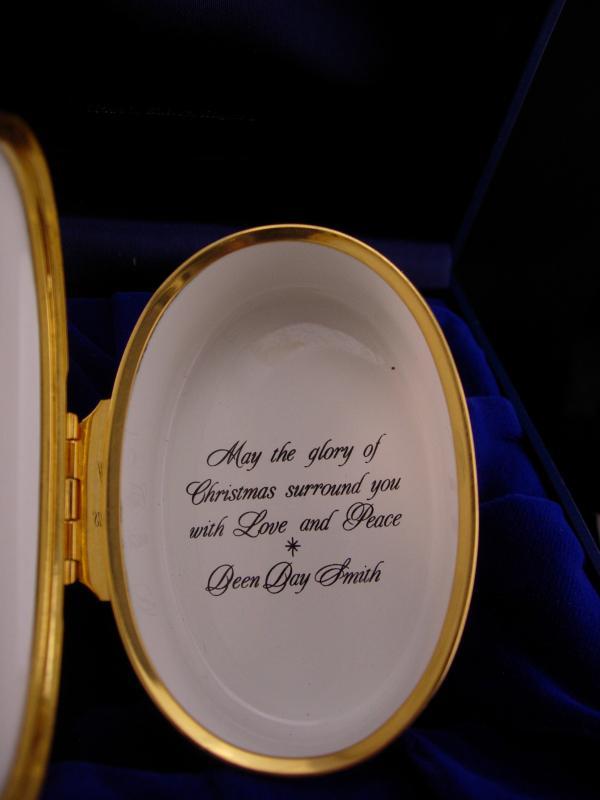 May the glory of
Christmas surround you
with Love and Peace
*
Deen Day Smith